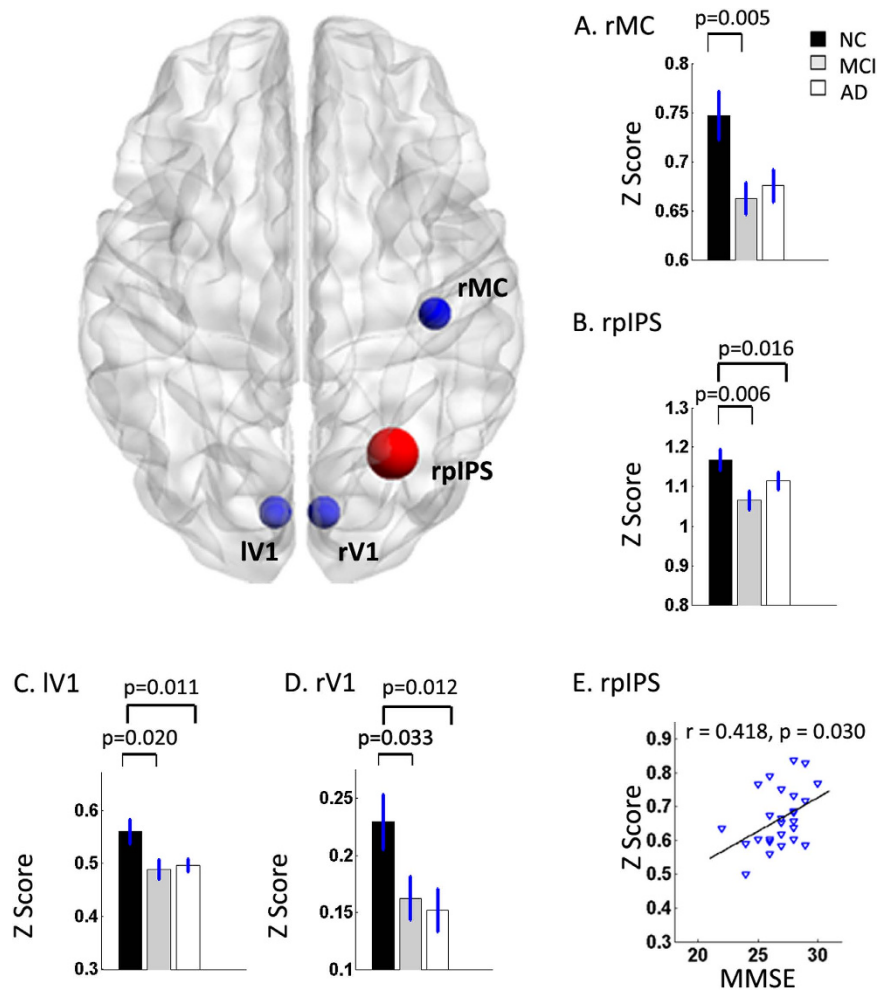 A. rMC
p=0.005
NC
MCI
AD
0.8
0.75
0.7
0.65
0.6
Z Score
rMC
rpIPS
lV1
rV1
B. rpIPS
p=0.016
p=0.006
1.3
1.2
1.1
1
0.9
0.8
Z Score
C. lV1
p=0.011
p=0.020
0.6
0.5
0.4
0.3
Z Score
D. rV1
p=0.012
p=0.033
0.25
0.2
0.15
0.1
Z Score
E. rpIPS
r = 0.418, p = 0.030
0.9
0.8
0.7
0.6
0.5
0.4
0.3
Z Score
20 25 30
MMSE